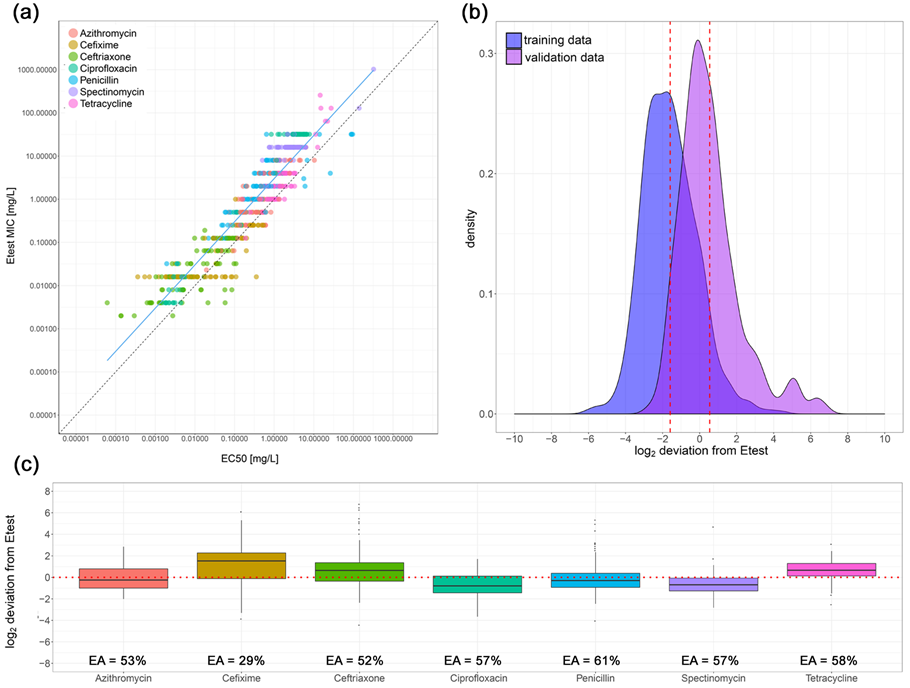 (a)
Azithromycin
Cefixime
Ceftriaxone
Ciprofloxacin
Penicillin
Spectinomycin
Tetracycline
1000.00000
100.00000
10.00000
1.00000
0.10000
0.01000
0.00100
0.00010
0.00001
Etest MIC [mg/L]
0.00001 0.00010 0.00100 0.01000 0.10000 1.00000 10.00000 100.00000 1000.00000
EC50 [mg/L]
(b)
training data
validation data
0.3
0.2
0.1
0.0
density
−10 −8 −6 −4 −2 0 2 4 6 8 10
log2 deviation from Etest
(c)
8
6
4
2
0
−2
−4
−6
−8
log2 deviation from Etest
EA = 53% EA = 29% EA = 52% EA = 57% EA = 61% EA = 57% EA = 58%
Azithromycin Cefixime Ceftriaxone Ciprofloxacin Penicillin Spectinomycin Tetracycline